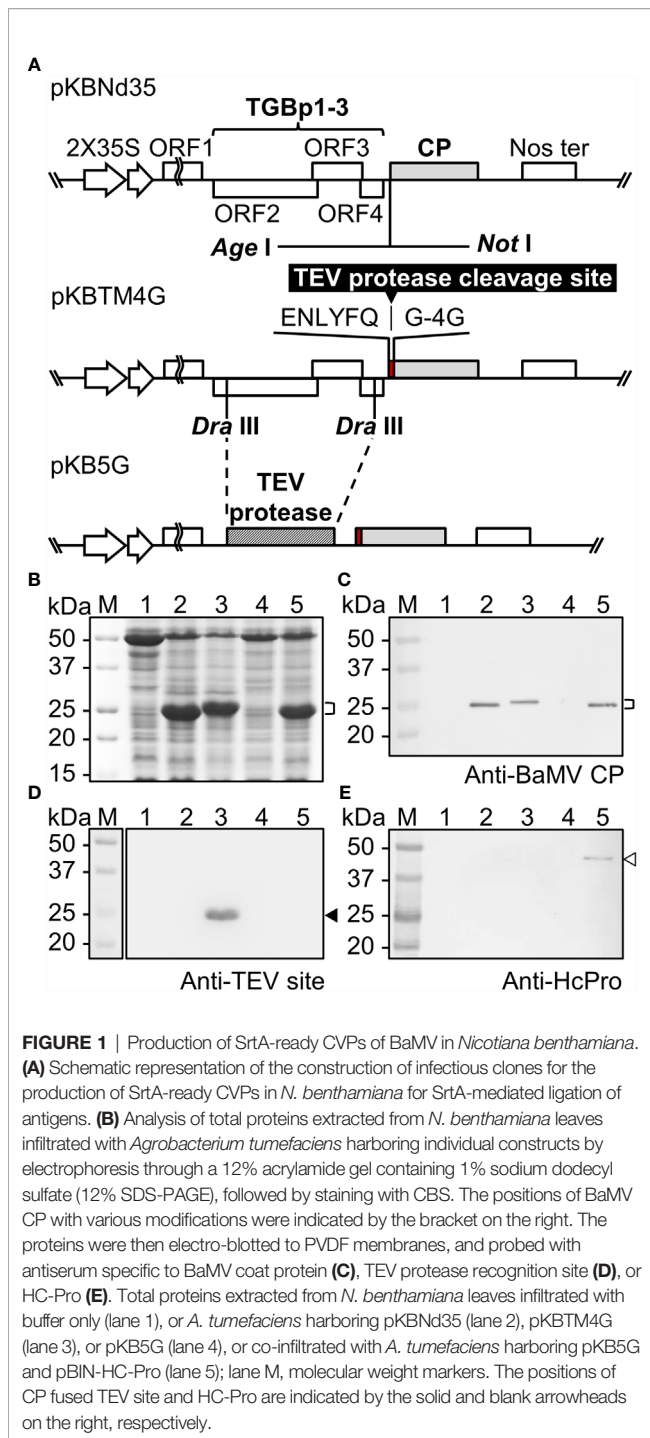 A
pKBNd35
TGBp1-3
2X35S ORF1 ORF3 CP Nos ter
ORF2 ORF4
Age I Not I
TEV protease cleavage site
pKBTM4G
ENLYFQ | G-4G
Dra III Dra III
pKB5G
TEV
protease
B
kDa M 1 2 3 4 5
50
37
25
20
15
C
kDa M 1 2 3 4 5
50
37
25
20
Anti-BaMV CP
D
kDa M 1 2 3 4 5
50
37
25
20
Anti-TEV site
E
kDa M 1 2 3 4 5
50
37
25
20
Anti-HcPro
FIGURE 1 | Production of SrtA-ready CVPs of BaMV in Nicotiana benthamiana.
(A) Schematic representation of the construction of infectious clones for the
production of SrtA-ready CVPs in N. benthamiana for SrtA-mediated ligation of
antigens. (B) Analysis of total proteins extracted from N. benthamiana leaves
infiltrated with Agrobacterium tumefaciens harboring individual constructs by
electrophoresis through a 12% acrylamide gel containing 1% sodium dodecyl
sulfate (12% SDS-PAGE), followed by staining with CBS. The positions of BaMV
CP with various modifications were indicated by the bracket on the right. The
proteins were then electro-blotted to PVDF membranes, and probed with
antiserum specific to BaMV coat protein (C), TEV protease recognition site (D), or
HC-Pro (E). Total proteins extracted from N. benthamiana leaves infiltrated with
buffer only (lane 1), or A. tumefaciens harboring pKBNd35 (lane 2), pKBTM4G
(lane 3), or pKB5G (lane 4), or co-infiltrated with A. tumefaciens harboring pKB5G
and pBIN-HC-Pro (lane 5); lane M, molecular weight markers. The positions of
CP fused TEV site and HC-Pro are indicated by the solid and blank arrowheads
on the right, respectively.